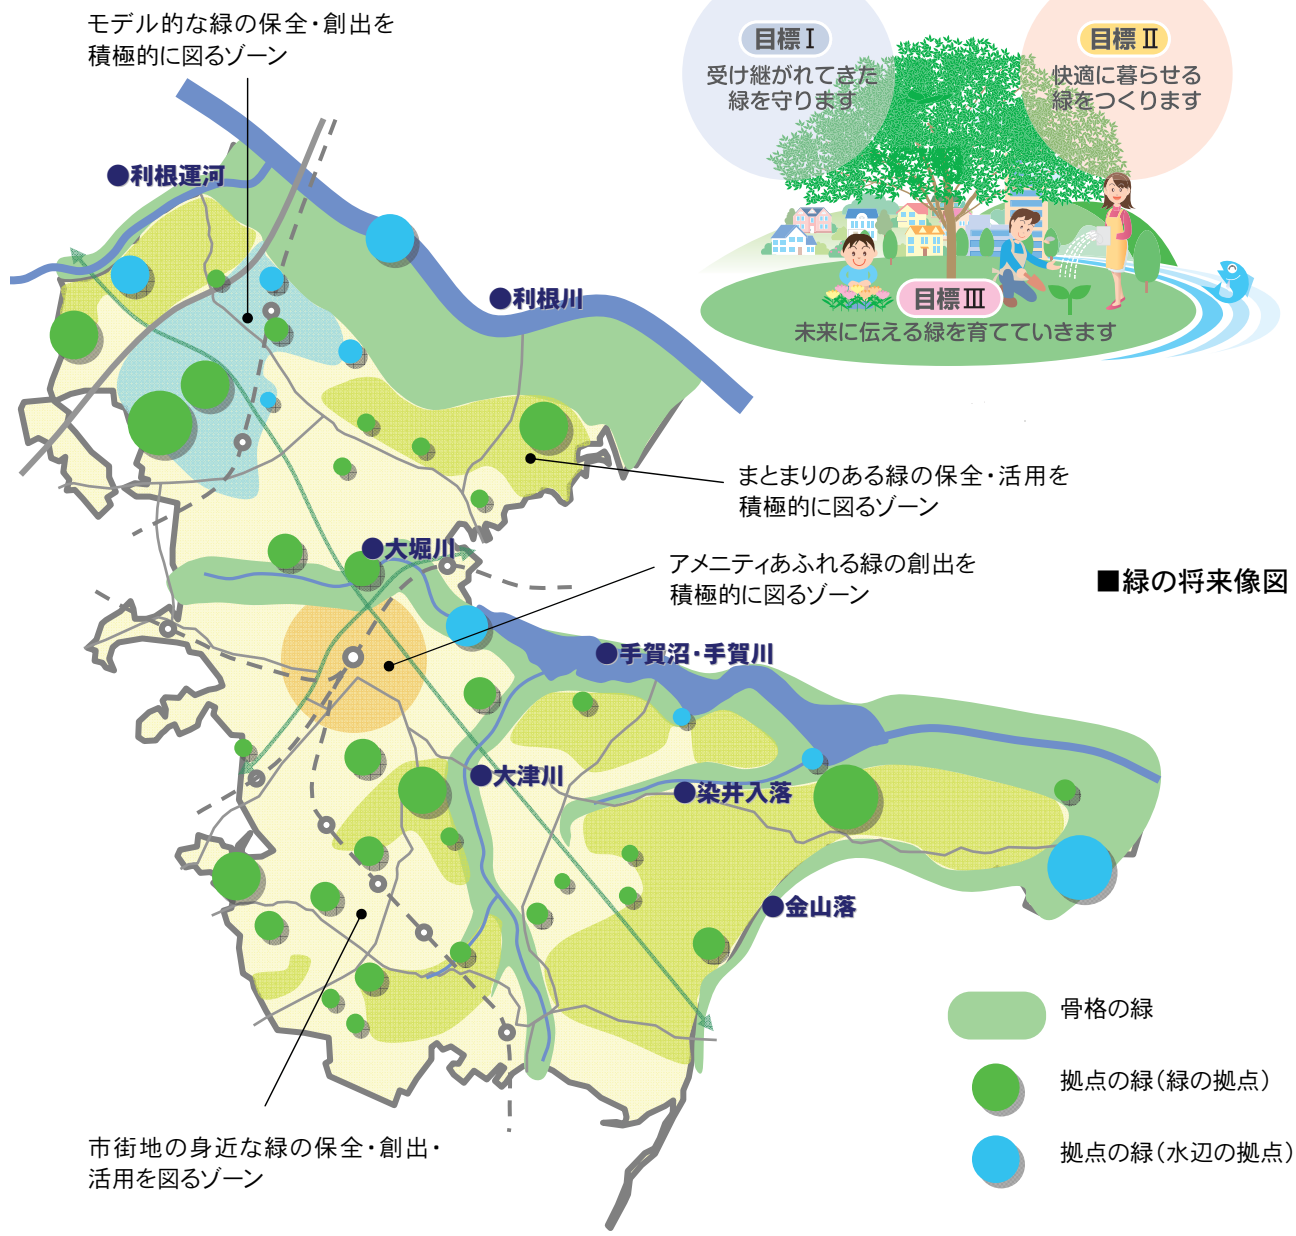 モデル的な緑の保全・創出を
積極的に図るゾーン
目標Ⅰ
受け継がれてきた
緑を守ります
目標Ⅱ
快適に暮らせる
緑をつくります
目標Ⅲ
未来に伝える緑を育てていきます
●利根運河
●利根川
まとまりのある緑の保全・活用を
積極的に図るゾーン
●大堀川
アメニティあふれる緑の創出を
積極的に図るゾーン
■緑の将来像図
●手賀沼・手賀川
●大津川
●染井入落
●金山落
市街地の身近な緑の保全・創出・
活用を図るゾーン
骨格の緑
拠点の緑(緑の拠点)
拠点の緑(水辺の拠点)